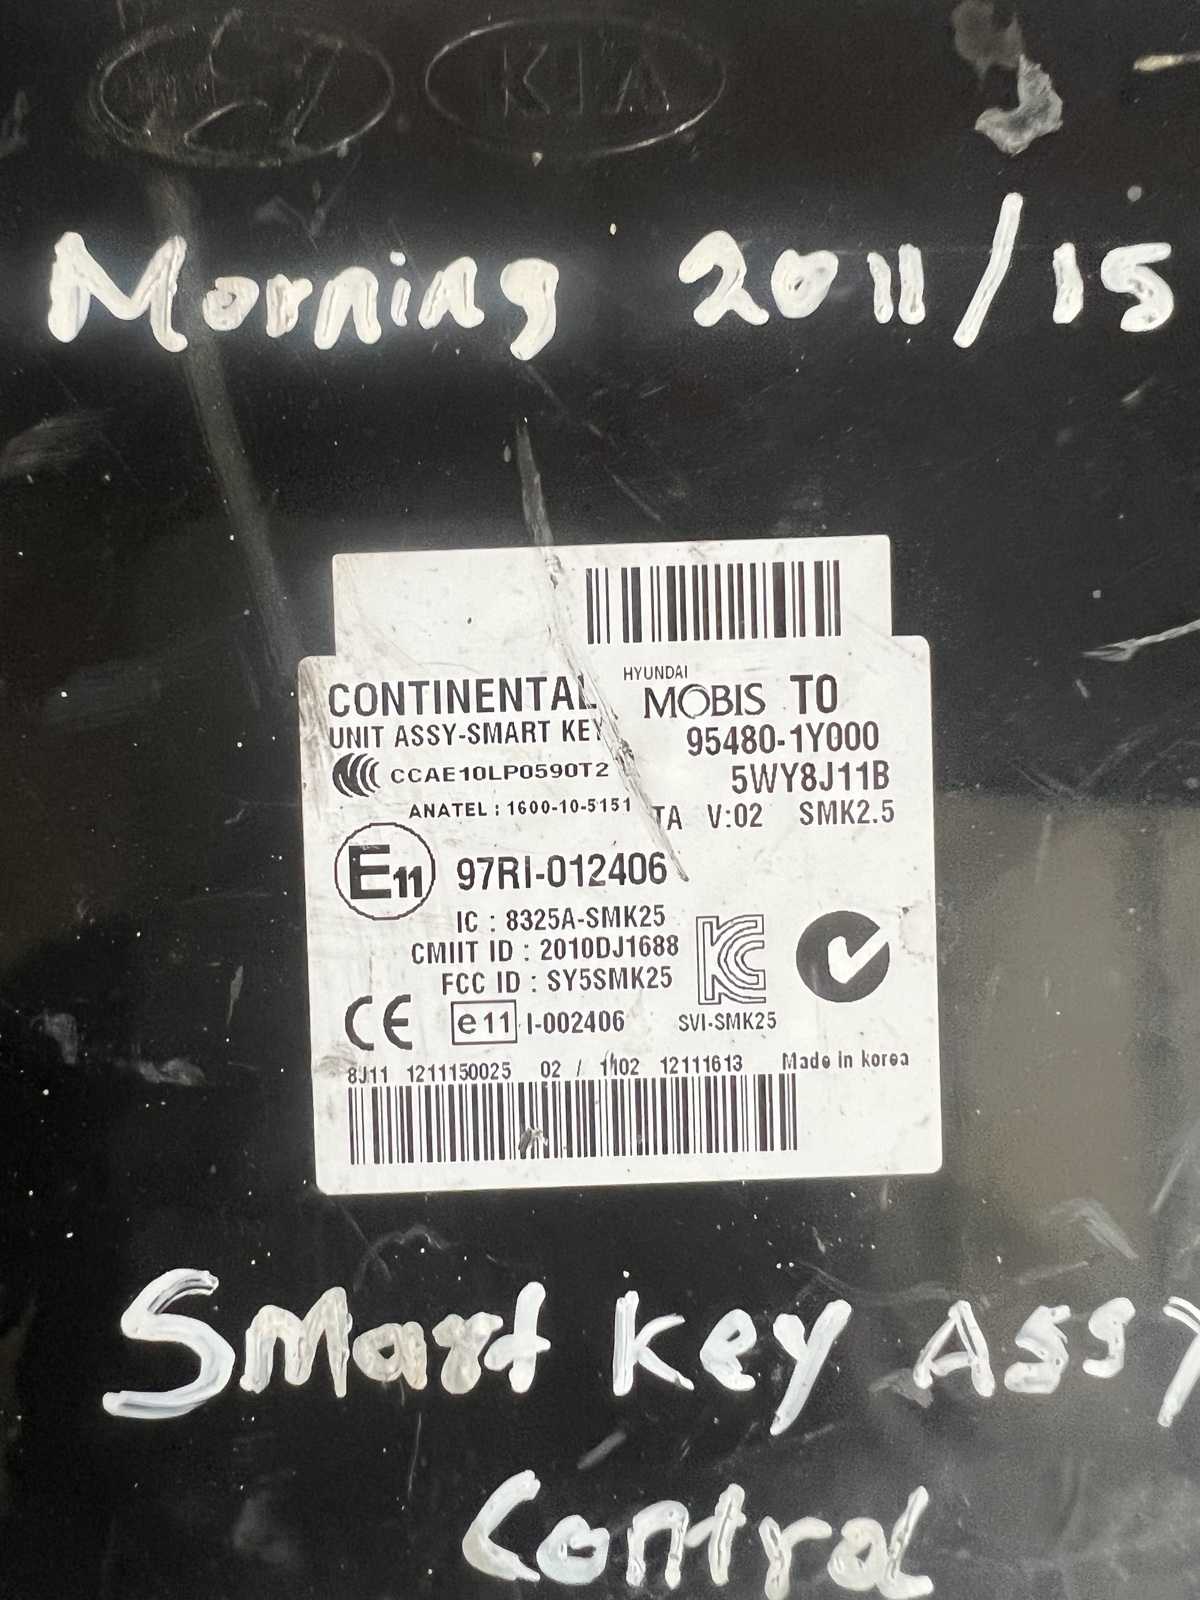 KIA
Morning 2011/15
CONTINENTAL
HYUNDAI
MOBIS TO
UNIT ASSY-SMART KEY
95480-1Y000
CCAE10LP0590T2
5WY8J11B
ANATEL : 1600-10-5151
TA V:02 SMK2.5
E11 97RI-012406
IC : 8325A-SMK25
CMIIT ID : 2010DJ1688
FCC ID : SY5SMK25
CE e11 I-002406
KC
SVI-SMK25
8J11 1211150025 02 / 1102 12111613 Made in korea
Smart Key Assy
Control